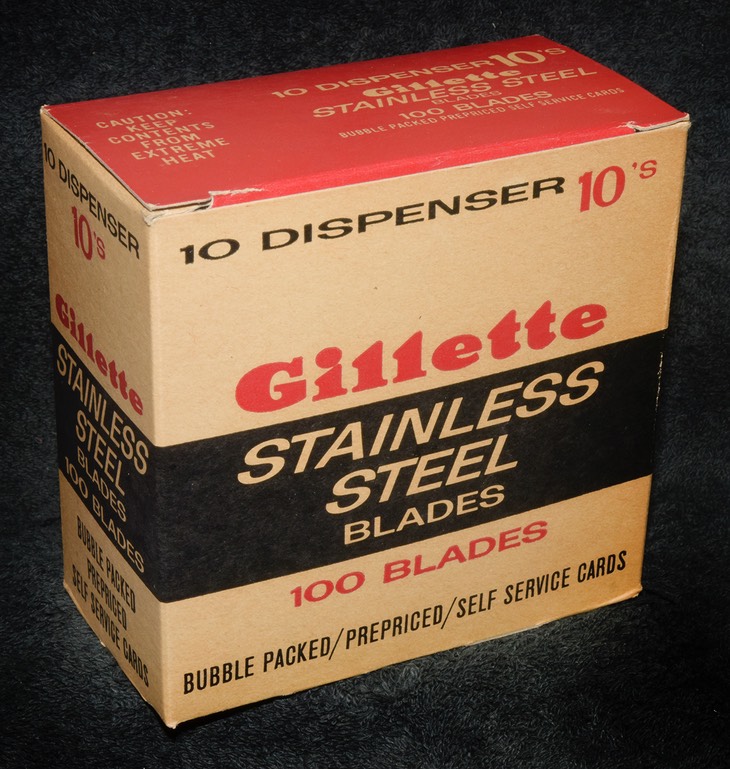 10 DISPENSER 10'S
Gillette
STAINLESS STEEL
BLADES
100 BLADES
BUBBLE PACKED PREPRICED SELF SERVICE CARDS
CAUTION:
KEEP
CONTENTS
FROM
EXTREME
HEAT
10 DISPENSER
10'S
Gillette
STAINLESS
STEEL
BLADES
100 BLADES
BUBBLE PACKED
PREPRICED
SELF SERVICE CARDS
10 DISPENSER 10'S
Gillette
STAINLESS
STEEL
BLADES
100 BLADES
BUBBLE PACKED/PREPRICED/SELF SERVICE CARDS